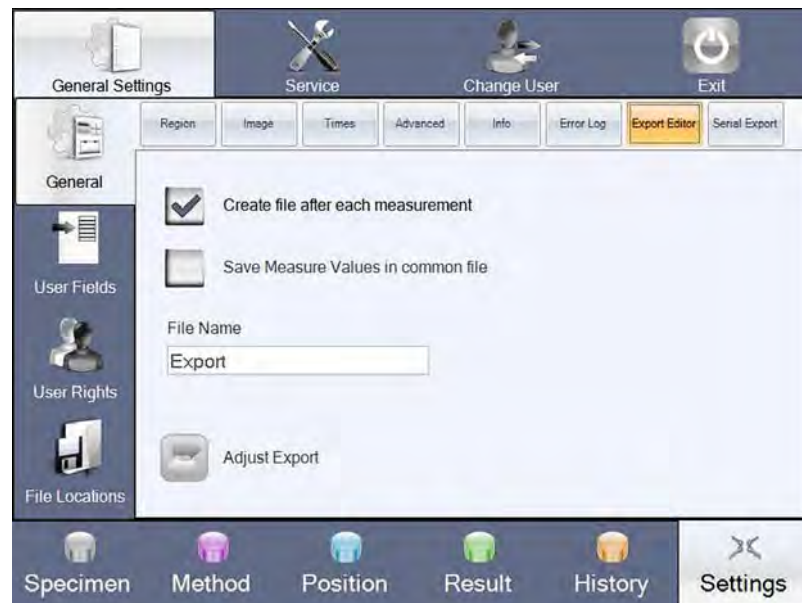 General Settings
Service
Change User
Exit
Region
Image
Times
Advanced
Info
Error Log
Export Editor
Serial Export
General
User Fields
User Rights
File Locations
Create file after each measurement
Save Measure Values in common file
File Name
Export
Adjust Export
Specimen
Method
Position
Result
History
Settings